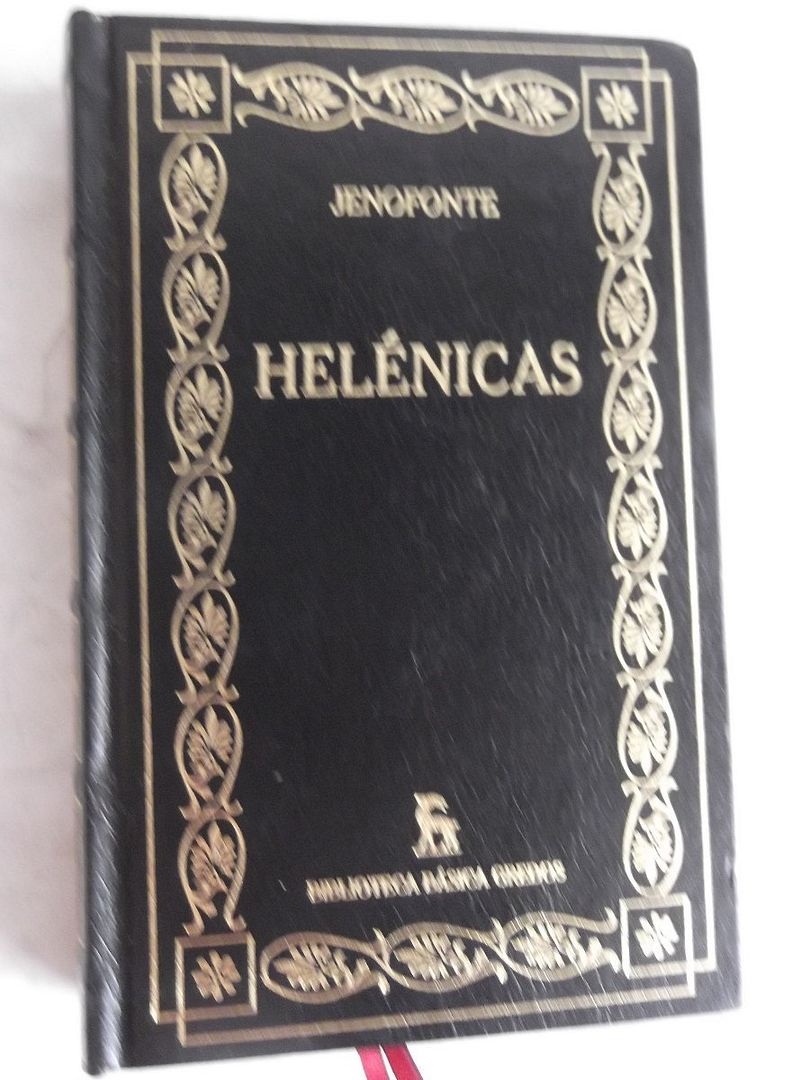 JENOFONTE
HELÉNICAS
BIBLIOTECA BÁSICA GREDOS